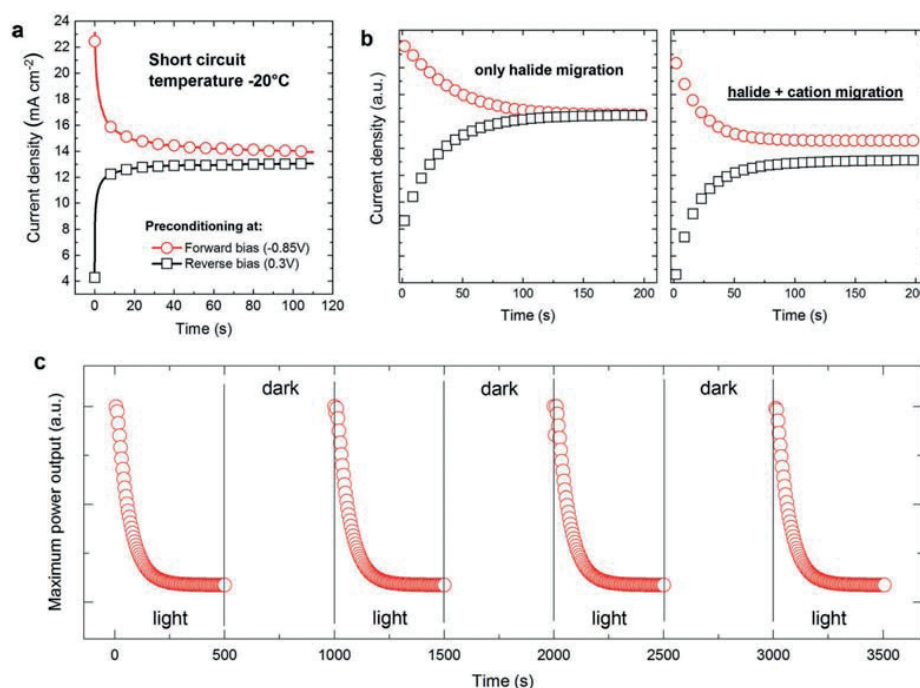 a
Short circuit
temperature -20°C
Preconditioning at:
Forward bias (-0.85V)
Reverse bias (0.3V)
Current density (mA cm⁻²)
24
22
20
18
16
14
12
10
8
6
4
0 20 40 60 80 100 120
Time (s)
b
only halide migration
Current density (a.u.)
0 50 100 150 200
Time (s)
halide + cation migration
0 50 100 150 200
Time (s)
c
dark dark dark
Maximum power output (a.u.)
light light light light
0 500 1000 1500 2000 2500 3000 3500
Time (s)